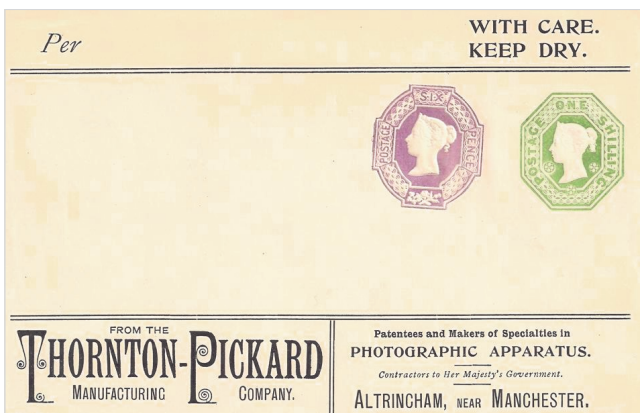 Per
WITH CARE.
KEEP DRY.
POSTAGE SIX PENCE
POSTAGE ONE SHILLING
FROM THE
THORNTON-PICKARD
MANUFACTURING COMPANY.
Patentees and Makers of Specialties in
PHOTOGRAPHIC APPARATUS.
Contractors to Her Majesty's Government.
ALTRINCHAM, NEAR MANCHESTER.